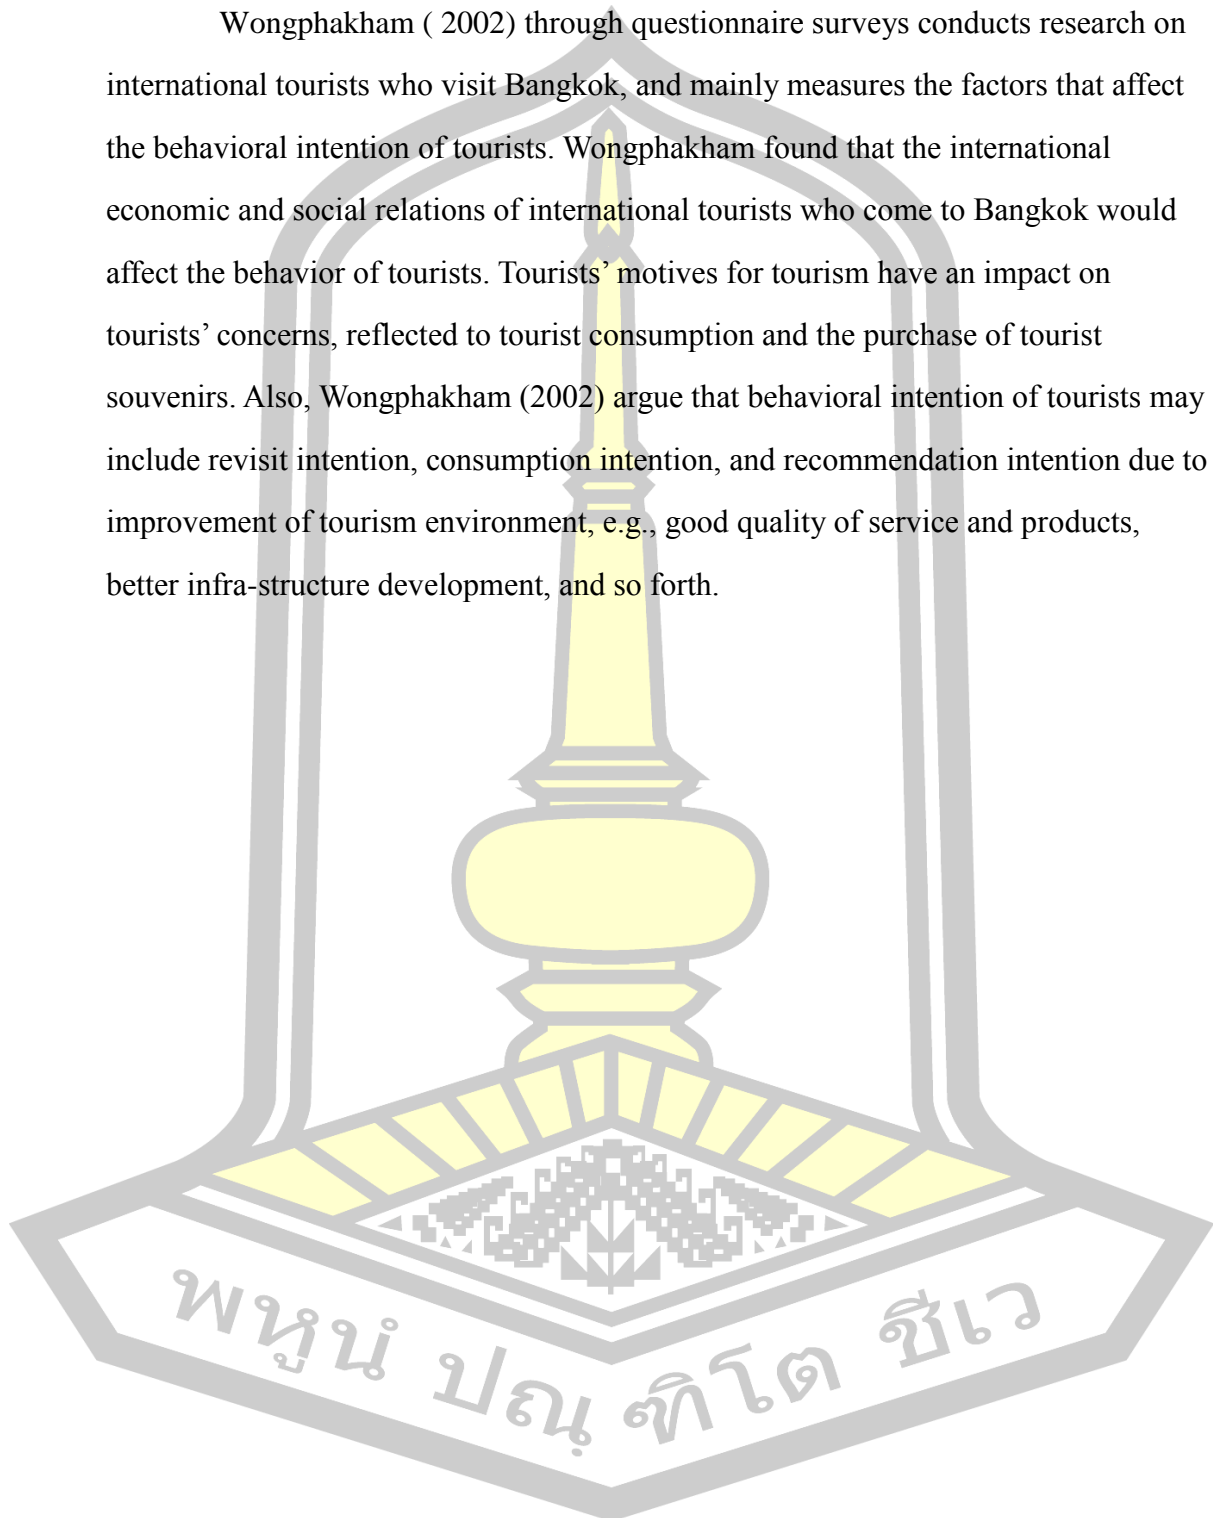 Wongphakham ( 2002) through questionnaire surveys conducts research on
international tourists who visit Bangkok, and mainly measures the factors that affect
the behavioral intention of tourists. Wongphakham found that the international
economic and social relations of international tourists who come to Bangkok would
affect the behavior of tourists. Tourists’ motives for tourism have an impact on
tourists’ concerns, reflected to tourist consumption and the purchase of tourist
souvenirs. Also, Wongphakham (2002) argue that behavioral intention of tourists may
include revisit intention, consumption intention, and recommendation intention due to
improvement of tourism environment, e.g., good quality of service and products,
better infra-structure development, and so forth.
พหูนํ ปณฺฑิโต ชีเว